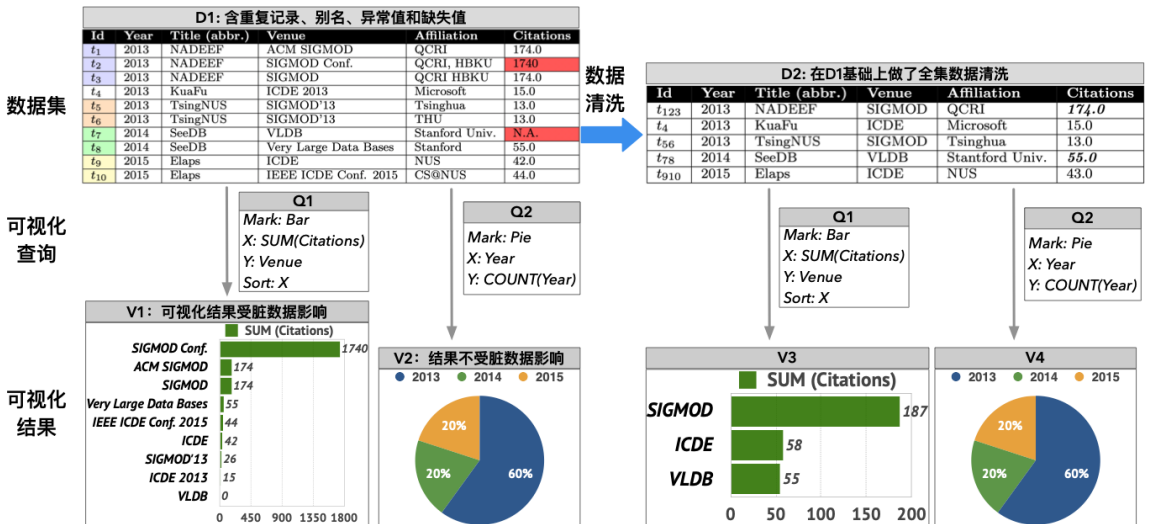 D1: 含重复记录、别名、异常值和缺失值
Id Year Title (abbr.) Venue Affiliation Citations
t1 2013 NADEEF ACM SIGMOD QCRI 174.0
t2 2013 NADEEF SIGMOD Conf. QCRI, HBKU 1740
t3 2013 NADEEF SIGMOD QCRI HBKU 174.0
t4 2013 KuaFu ICDE 2013 Microsoft 15.0
t5 2013 TsingNUS SIGMOD'13 Tsinghua 13.0
t6 2013 TsingNUS SIGMOD'13 THU 13.0
t7 2014 SeeDB VLDB Stanford Univ. N.A.
t8 2014 SeeDB Very Large Data Bases Stanford 55.0
t9 2015 Elaps ICDE NUS 42.0
t10 2015 Elaps IEEE ICDE Conf. 2015 CS@NUS 44.0
数据集
数据
清洗
D2: 在D1基础上做了全集数据清洗
Id Year Title (abbr.) Venue Affiliation Citations
t123 2013 NADEEF SIGMOD QCRI 174.0
t4 2013 KuaFu ICDE Microsoft 15.0
t56 2013 TsingNUS SIGMOD Tsinghua 13.0
t78 2014 SeeDB VLDB Stantford Univ. 55.0
t910 2015 Elaps ICDE NUS 43.0
可视化
查询
Q1
Mark: Bar
X: SUM(Citations)
Y: Venue
Sort: X
Q2
Mark: Pie
X: Year
Y: COUNT(Year)
Q1
Mark: Bar
X: SUM(Citations)
Y: Venue
Sort: X
Q2
Mark: Pie
X: Year
Y: COUNT(Year)
可视化
结果
V1：可视化结果受脏数据影响
SUM (Citations)
SIGMOD Conf. 1740
ACM SIGMOD 174
SIGMOD 174
Very Large Data Bases 55
IEEE ICDE Conf. 2015 44
ICDE 42
SIGMOD'13 26
ICDE 2013 15
VLDB 0
0 450 900 1350 1800
V2：结果不受脏数据影响
2013 2014 2015
20%
20% 60%
V3
SUM (Citations)
SIGMOD 187
ICDE 58
VLDB 55
0 50 100 150 200
V4
2013 2014 2015
20%
20% 60%